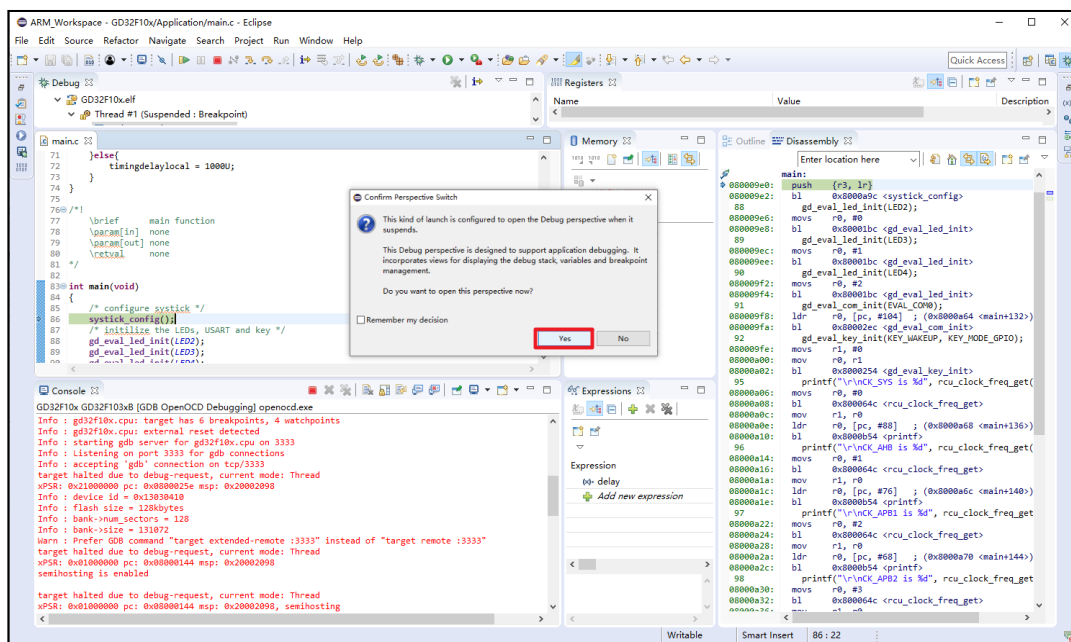 ARM_Workspace - GD32F10x/Application/main.c - Eclipse
File Edit Source Refactor Navigate Search Project Run Window Help
Quick Access
Debug
GD32F10x.elf
Thread #1 (Suspended : Breakpoint)
Registers
Name Value Description
main.c
71 }else{
72 timingdelaylocal = 1000U;
73 }
74 }
75
76 /*!
77 \brief main function
78 \param[in] none
79 \param[out] none
80 \retval none
81 */
82
83 int main(void)
84 {
85 /* configure systick */
86 systick_config();
87 /* initilize the LEDs, USART and key */
88 gd_eval_led_init(LED2);
89 gd_eval_led_init(LED3);
90 gd_eval_led_init(LED4);
Memory
Confirm Perspective Switch
This kind of launch is configured to open the Debug perspective when it
suspends.
This Debug perspective is designed to support application debugging. It
incorporates views for displaying the debug stack, variables and breakpoint
management.
Do you want to open this perspective now?
Remember my decision
Yes No
Outline Disassembly
Enter location here
main:
080009e0: push {r3, lr}
080009e2: bl 0x8000a9c <systick_config>
88 gd_eval_led_init(LED2);
080009e6: movs r0, #0
080009e8: bl 0x80001bc <gd_eval_led_init>
89 gd_eval_led_init(LED3);
080009ec: movs r0, #1
080009ee: bl 0x80001bc <gd_eval_led_init>
90 gd_eval_led_init(LED4);
080009f2: movs r0, #2
080009f4: bl 0x80001bc <gd_eval_led_init>
91 gd_eval_com_init(EVAL_COM0);
080009f8: ldr r0, [pc, #104] ; (0x8000a64 <main+132>)
080009fa: bl 0x80002ec <gd_eval_com_init>
92 gd_eval_key_init(KEY_WAKEUP, KEY_MODE_GPIO);
080009fe: movs r1, #0
08000a00: mov r0, r1
08000a02: bl 0x8000254 <gd_eval_key_init>
95 printf("\r\nCK_SYS is %d", rcu_clock_freq_get(
08000a06: movs r0, #0
08000a08: bl 0x800064c <rcu_clock_freq_get>
08000a0c: mov r1, r0
08000a0e: ldr r0, [pc, #88] ; (0x8000a68 <main+136>)
08000a10: bl 0x8000b54 <printf>
96 printf("\r\nCK_AHB is %d", rcu_clock_freq_get(
08000a14: movs r0, #1
08000a16: bl 0x800064c <rcu_clock_freq_get>
08000a1a: mov r1, r0
08000a1c: ldr r0, [pc, #76] ; (0x8000a6c <main+140>)
08000a1e: bl 0x8000b54 <printf>
97 printf("\r\nCK_APB1 is %d", rcu_clock_freq_get
08000a22: movs r0, #2
08000a24: bl 0x800064c <rcu_clock_freq_get>
08000a28: mov r1, r0
08000a2a: ldr r0, [pc, #68] ; (0x8000a70 <main+144>)
08000a2c: bl 0x8000b54 <printf>
98 printf("\r\nCK_APB2 is %d", rcu_clock_freq_get
08000a30: movs r0, #3
08000a32: bl 0x800064c <rcu_clock_freq_get>
08000a36: mov r1, r0
Console
GD32F10x GD32F103xB [GDB OpenOCD Debugging] openocd.exe
Info : gd32f10x.cpu: target has 6 breakpoints, 4 watchpoints
Info : gd32f10x.cpu: external reset detected
Info : starting gdb server for gd32f10x.cpu on 3333
Info : Listening on port 3333 for gdb connections
Info : accepting 'gdb' connection on tcp/3333
target halted due to debug-request, current mode: Thread
xPSR: 0x21000000 pc: 0x0800025e msp: 0x20002098
Info : device id = 0x13030410
Info : flash size = 128kbytes
Info : bank->num_sectors = 128
Info : bank->size = 131072
Warn : Prefer GDB command "target extended-remote :3333" instead of "target remote :3333"
target halted due to debug-request, current mode: Thread
xPSR: 0x01000000 pc: 0x08000144 msp: 0x20002098
semihosting is enabled
target halted due to debug-request, current mode: Thread
xPSR: 0x01000000 pc: 0x08000144 msp: 0x20002098, semihosting
Expressions
Expression
delay
Add new expression
Writable Smart Insert 86 : 22